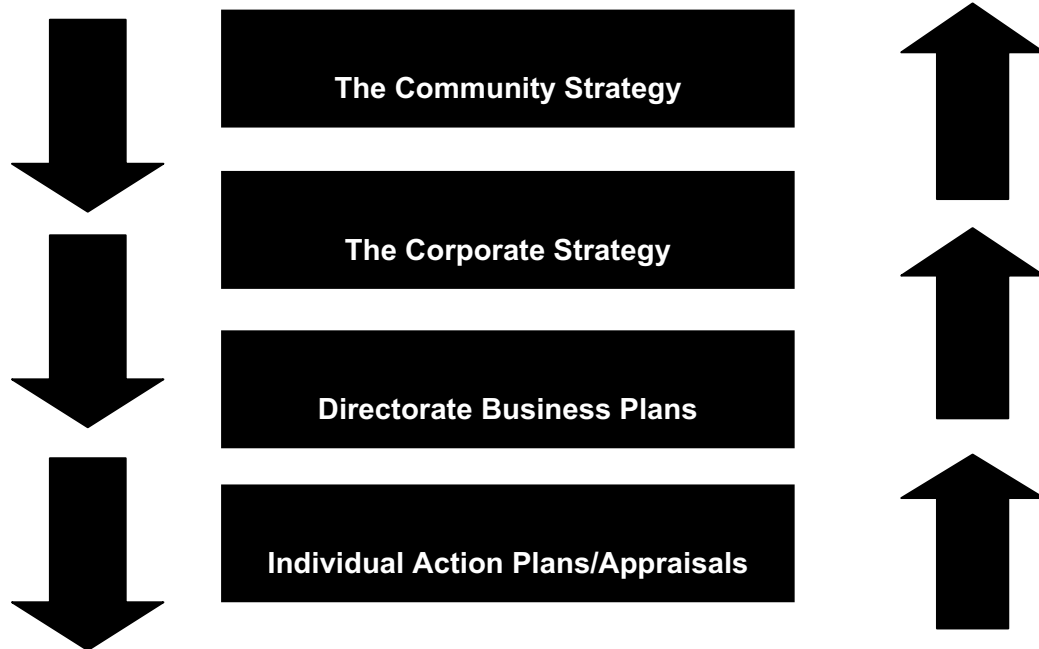 The Community Strategy
The Corporate Strategy
Directorate Business Plans
Individual Action Plans/Appraisals